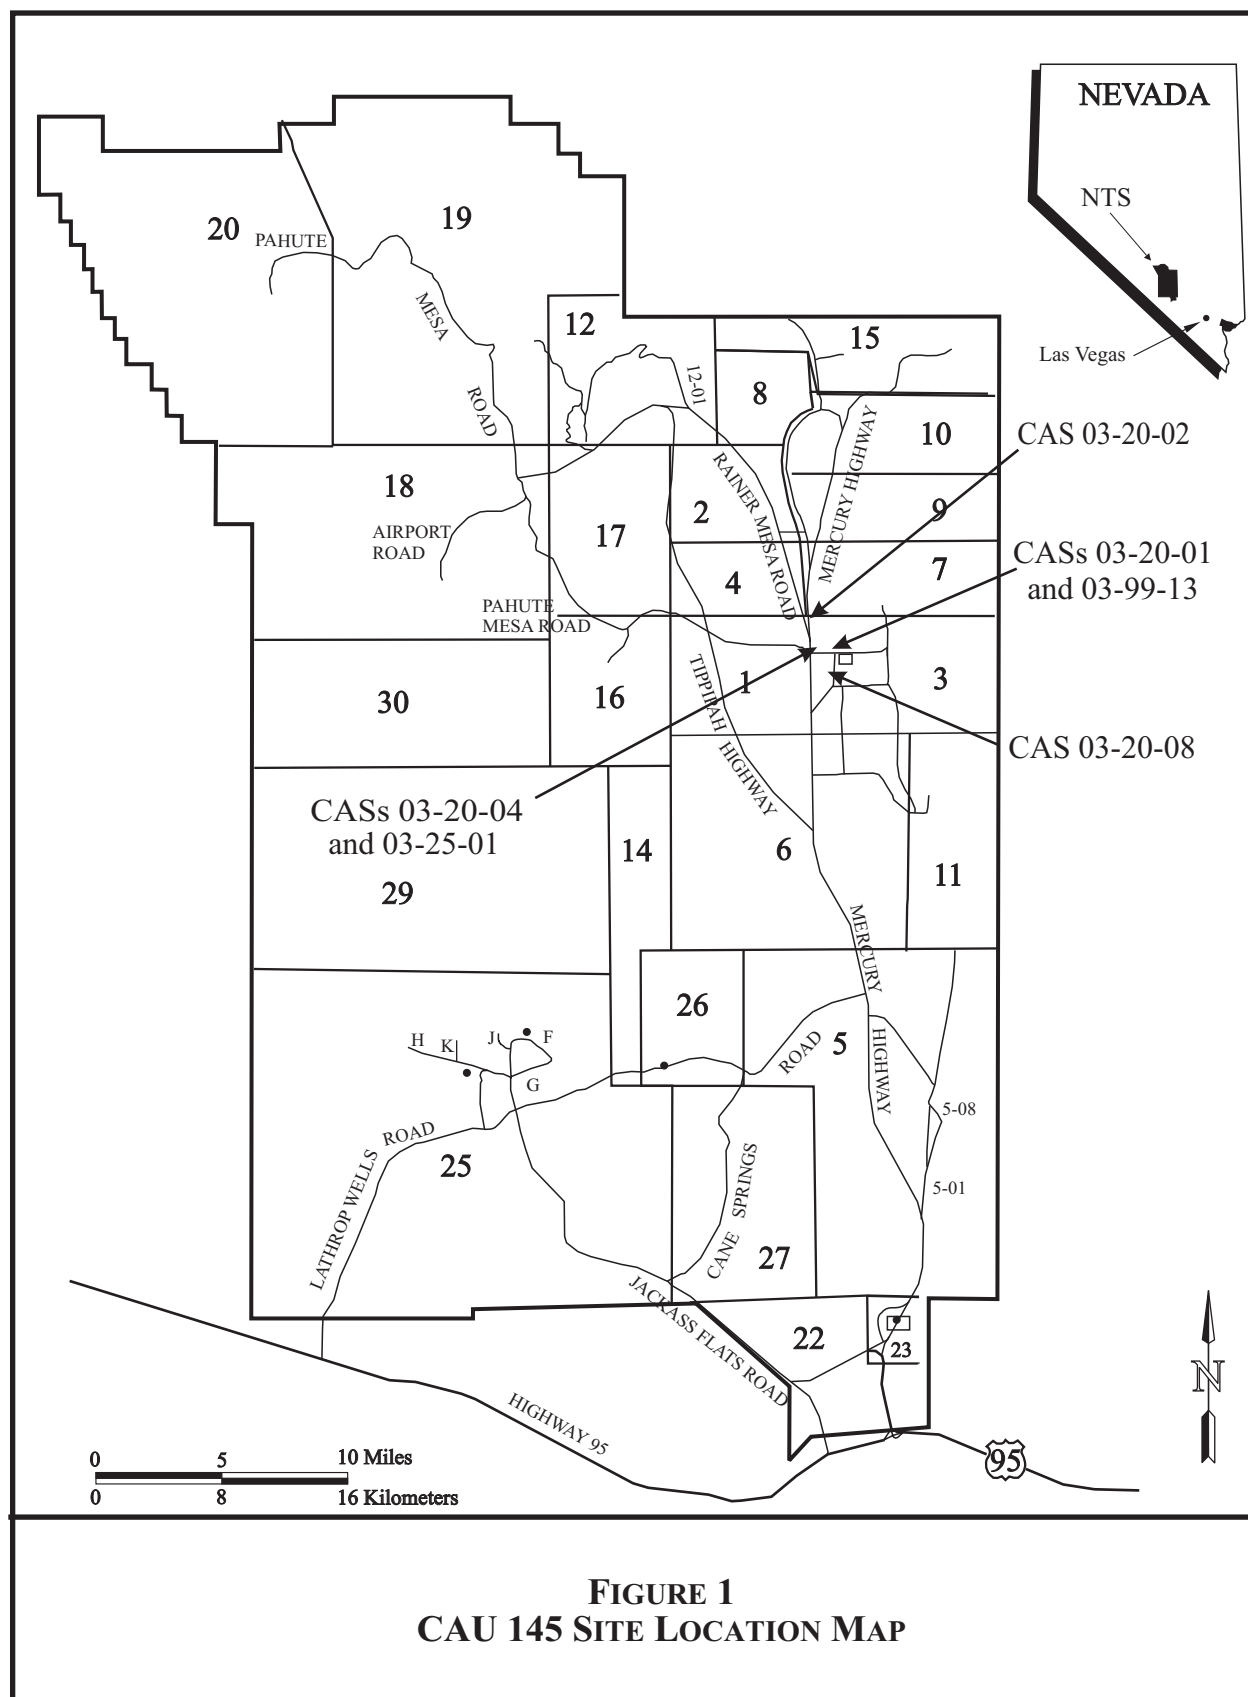 NEVADA
NTS
Las Vegas
20
PAHUTE
19
MESA
ROAD
12
12-01
15
8
10
MERCURY HIGHWAY
RAINER MESA ROAD
CAS 03-20-02
18
AIRPORT
ROAD
17
2
9
CASs 03-20-01
and 03-99-13
4
7
PAHUTE
MESA ROAD
TIPPIPAH HIGHWAY
30
16
1
3
CAS 03-20-08
CASs 03-20-04
and 03-25-01
29
14
6
11
MERCURY
HIGHWAY
26
5
ROAD
H
K
J
F
G
5-08
5-01
LATHROP WELLS
ROAD
25
CANE SPRINGS
27
JACKASS FLATS ROAD
22
23
HIGHWAY 95
95
N
0 5 10 Miles
0 8 16 Kilometers
FIGURE 1
CAU 145 SITE LOCATION MAP